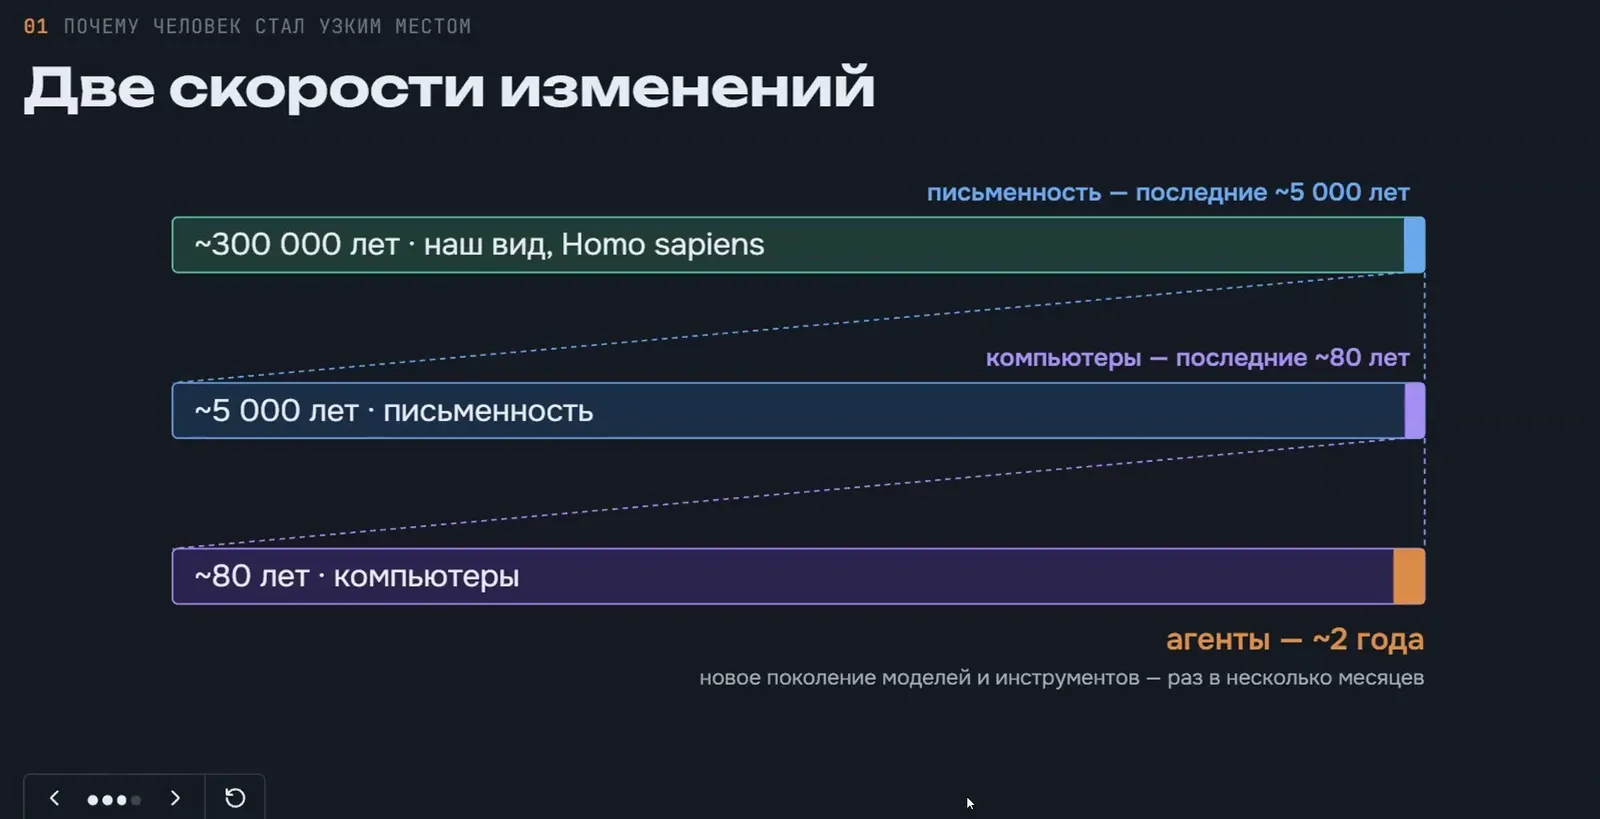 01 ПОЧЕМУ ЧЕЛОВЕК СТАЛ УЗКИМ МЕСТОМ
Две скорости изменений
письменность — последние ~5 000 лет
~300 000 лет · наш вид, Homo sapiens
компьютеры — последние ~80 лет
~5 000 лет · письменность
~80 лет · компьютеры
агенты — ~2 года
новое поколение моделей и инструментов — раз в несколько месяцев